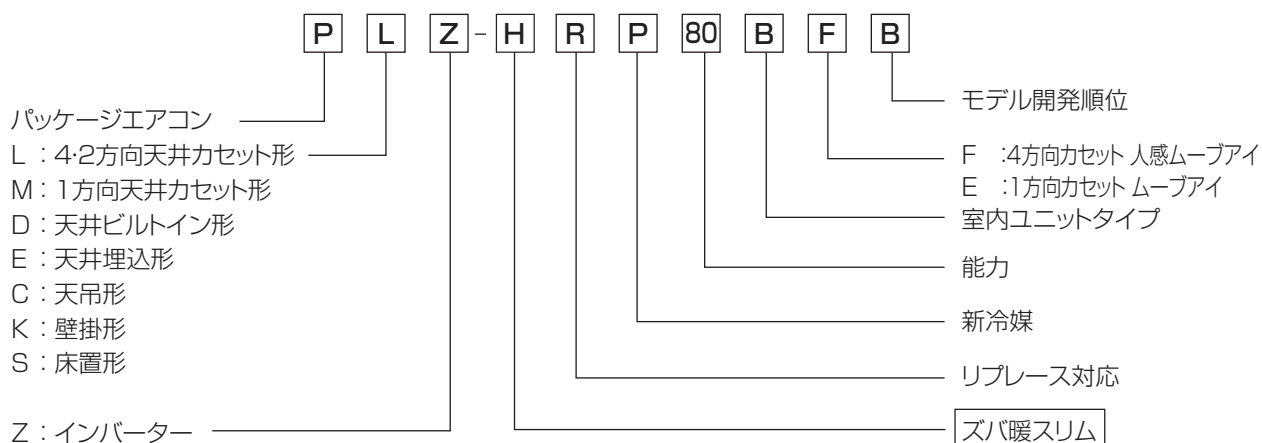 P L Z - H R P 80 B F B
パッケージエアコン
L : 4·2方向天井カセット形
M : 1方向天井カセット形
D : 天井ビルトイン形
E : 天井埋込形
C : 天吊形
K : 壁掛形
S : 床置形
Z : インバーター
モデル開発順位
F :4方向カセット 人感ムーブアイ
E :1方向カセット ムーブアイ
室内ユニットタイプ
能力
新冷媒
リプレース対応
ズバ暖スリム